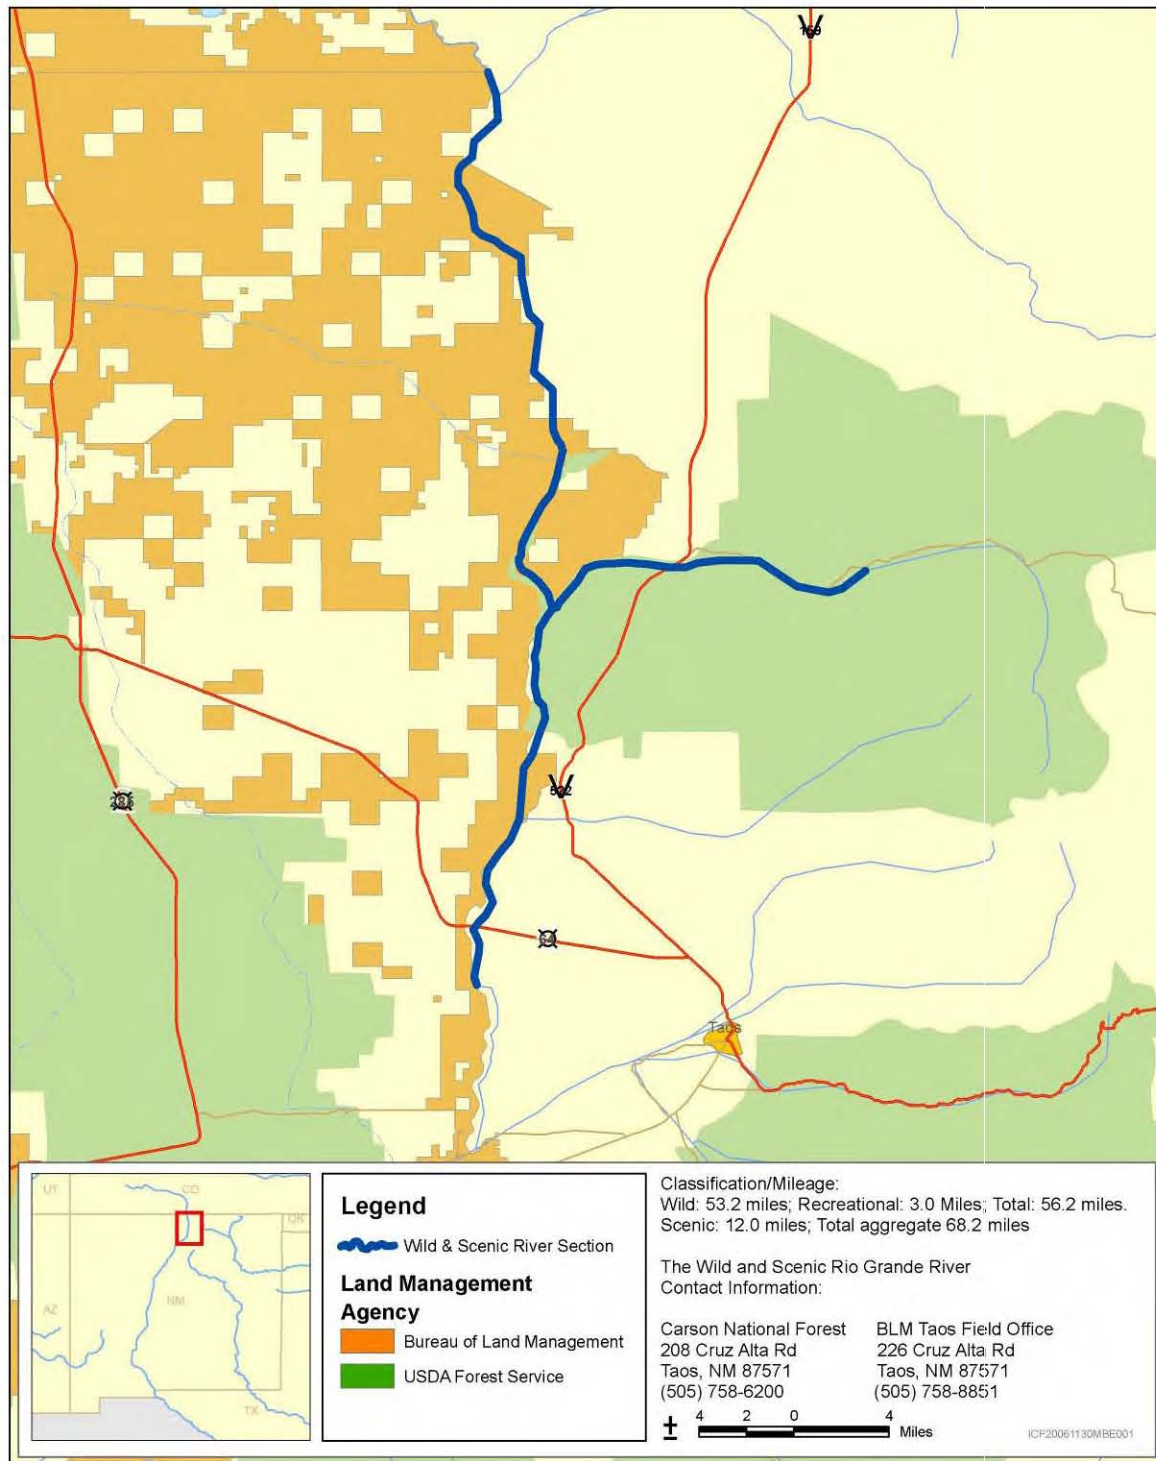 159
522
285
64
Taos
UT
CO
OK
AZ
NM
TX
Legend
Wild & Scenic River Section
Land Management
Agency
Bureau of Land Management
USDA Forest Service
Classification/Mileage:
Wild: 53.2 miles; Recreational: 3.0 Miles; Total: 56.2 miles.
Scenic: 12.0 miles; Total aggregate 68.2 miles
The Wild and Scenic Rio Grande River
Contact Information:
Carson National Forest
208 Cruz Alta Rd
Taos, NM 87571
(505) 758-6200
BLM Taos Field Office
226 Cruz Alta Rd
Taos, NM 87571
(505) 758-8851
4 2 0 4
Miles
ICF20061130MBE001